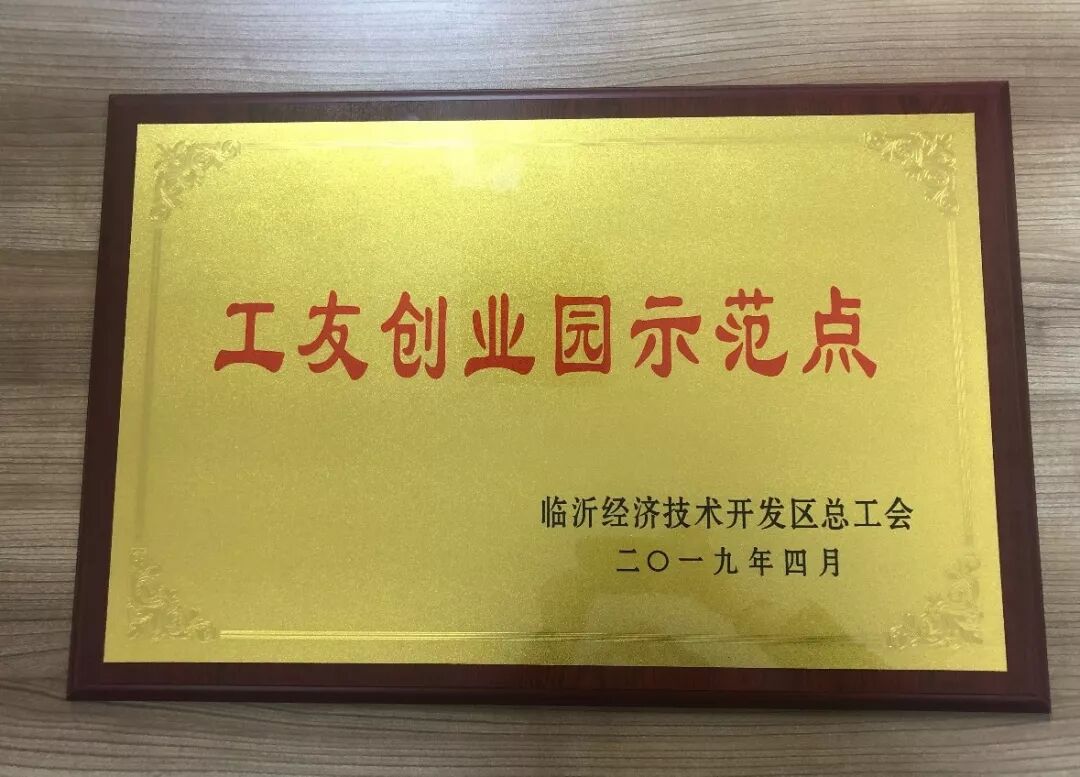 工友创业园示范点
临沂经济技术开发区总工会
二〇一九年四月